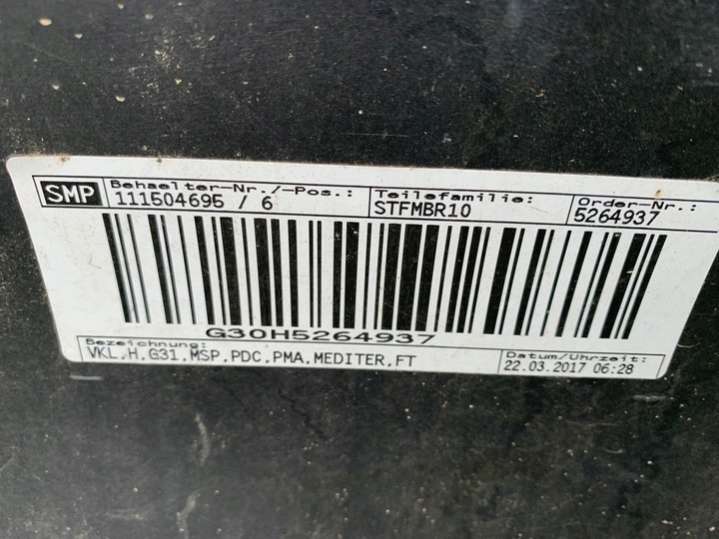 SMP Behaelter-Nr./-Pos.: Teilefamilie: Order-Nr.:
111504695 / 6 STFMBR10 5264937
G30H5264937
Bezeichnung: Datum/Uhrzeit:
VKL,H,G31,MSP,PDC,PMA,MEDITER,FT 22.03.2017 06:28